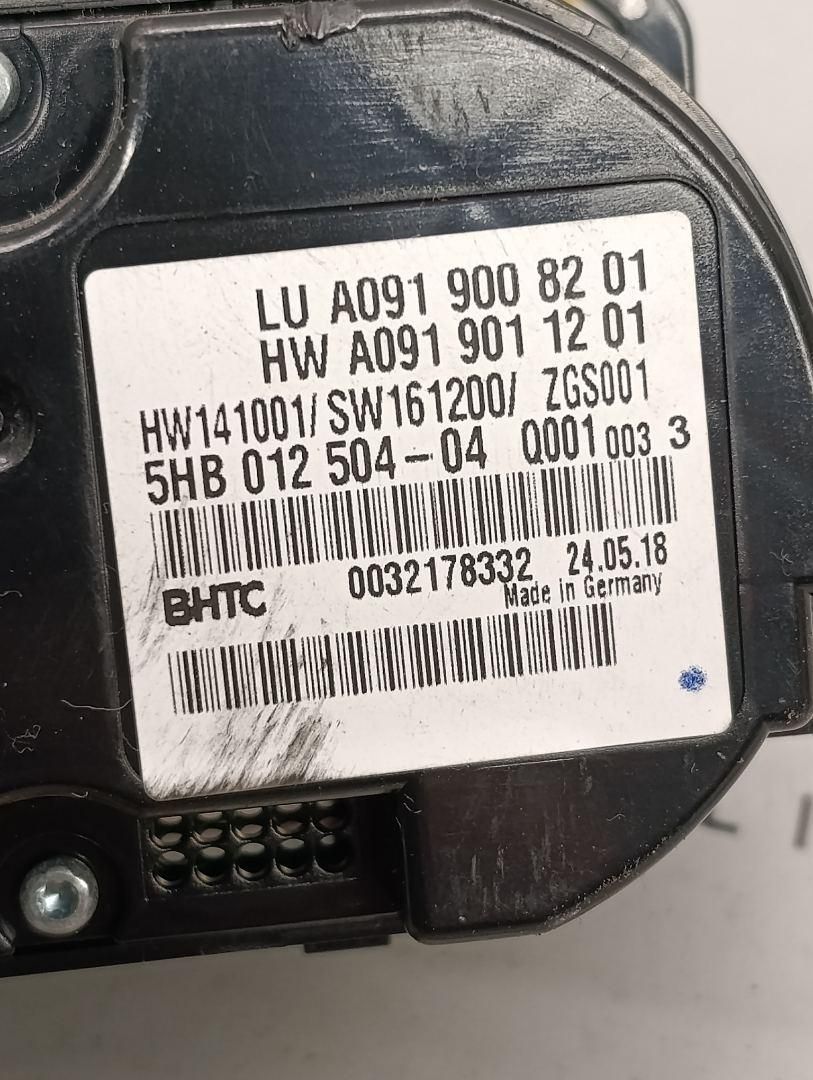 LU A091 900 82 01
HW A091 901 12 01
HW141001/ SW161200/ ZGS001
5HB 012 504-04 Q001 003 3
BHTC 0032178332 24.05.18
Made in Germany